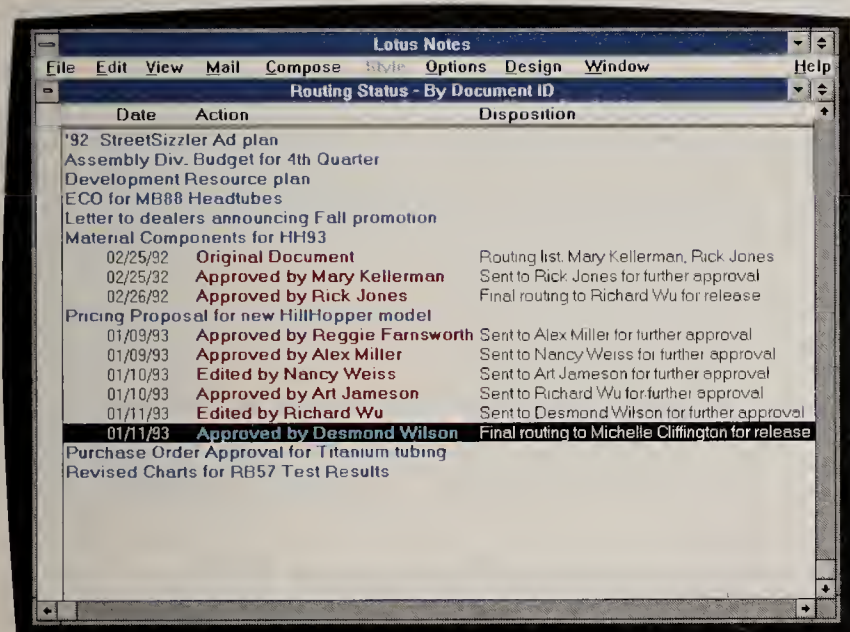 Lotus Notes
File Edit View Mail Compose Style Options Design Window Help
Routing Status - By Document ID
Date Action Disposition
'92 StreetSizzler Ad plan
Assembly Div. Budget for 4th Quarter
Development Resource plan
ECO for MB88 Headtubes
Letter to dealers announcing Fall promotion
Material Components for HH93
02/25/92 Original Document Routing list. Mary Kellerman, Rick Jones
02/25/92 Approved by Mary Kellerman Sent to Rick Jones for further approval
02/26/92 Approved by Rick Jones Final routing to Richard Wu for release
Pricing Proposal for new HillHopper model
01/09/93 Approved by Reggie Farnsworth Sent to Alex Miller for further approval
01/09/93 Approved by Alex Miller Sent to Nancy Weiss for further approval
01/10/93 Edited by Nancy Weiss Sent to Art Jameson for further approval
01/10/93 Approved by Art Jameson Sent to Richard Wu for further approval
01/11/93 Edited by Richard Wu Sent to Desmond Wilson for further approval
01/11/93 Approved by Desmond Wilson Final routing to Michelle Cliffington for release
Purchase Order Approval for Titanium tubing
Revised Charts for RB57 Test Results